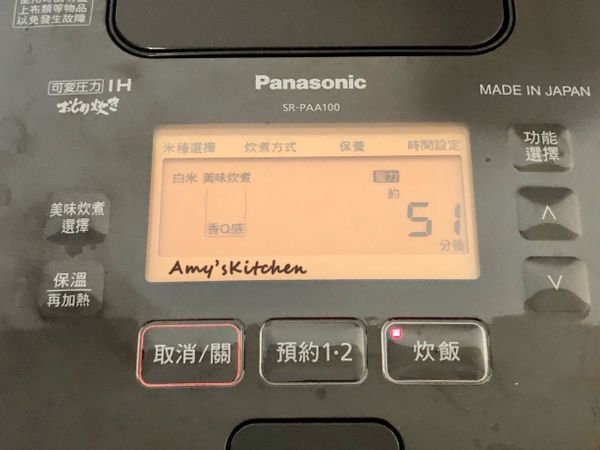 上布類等物品
以免發生故障
可變圧力IH
おどり炊き
Panasonic
SR-PAA100
MADE IN JAPAN
功能
選擇
米種選擇 炊煮方式 保養 時間設定
白米 美味炊煮 壓力
約
51
分後
香Q感
美味炊煮
選擇
保溫
再加熱
Amy'sKitchen
取消/關
預約1·2
炊飯